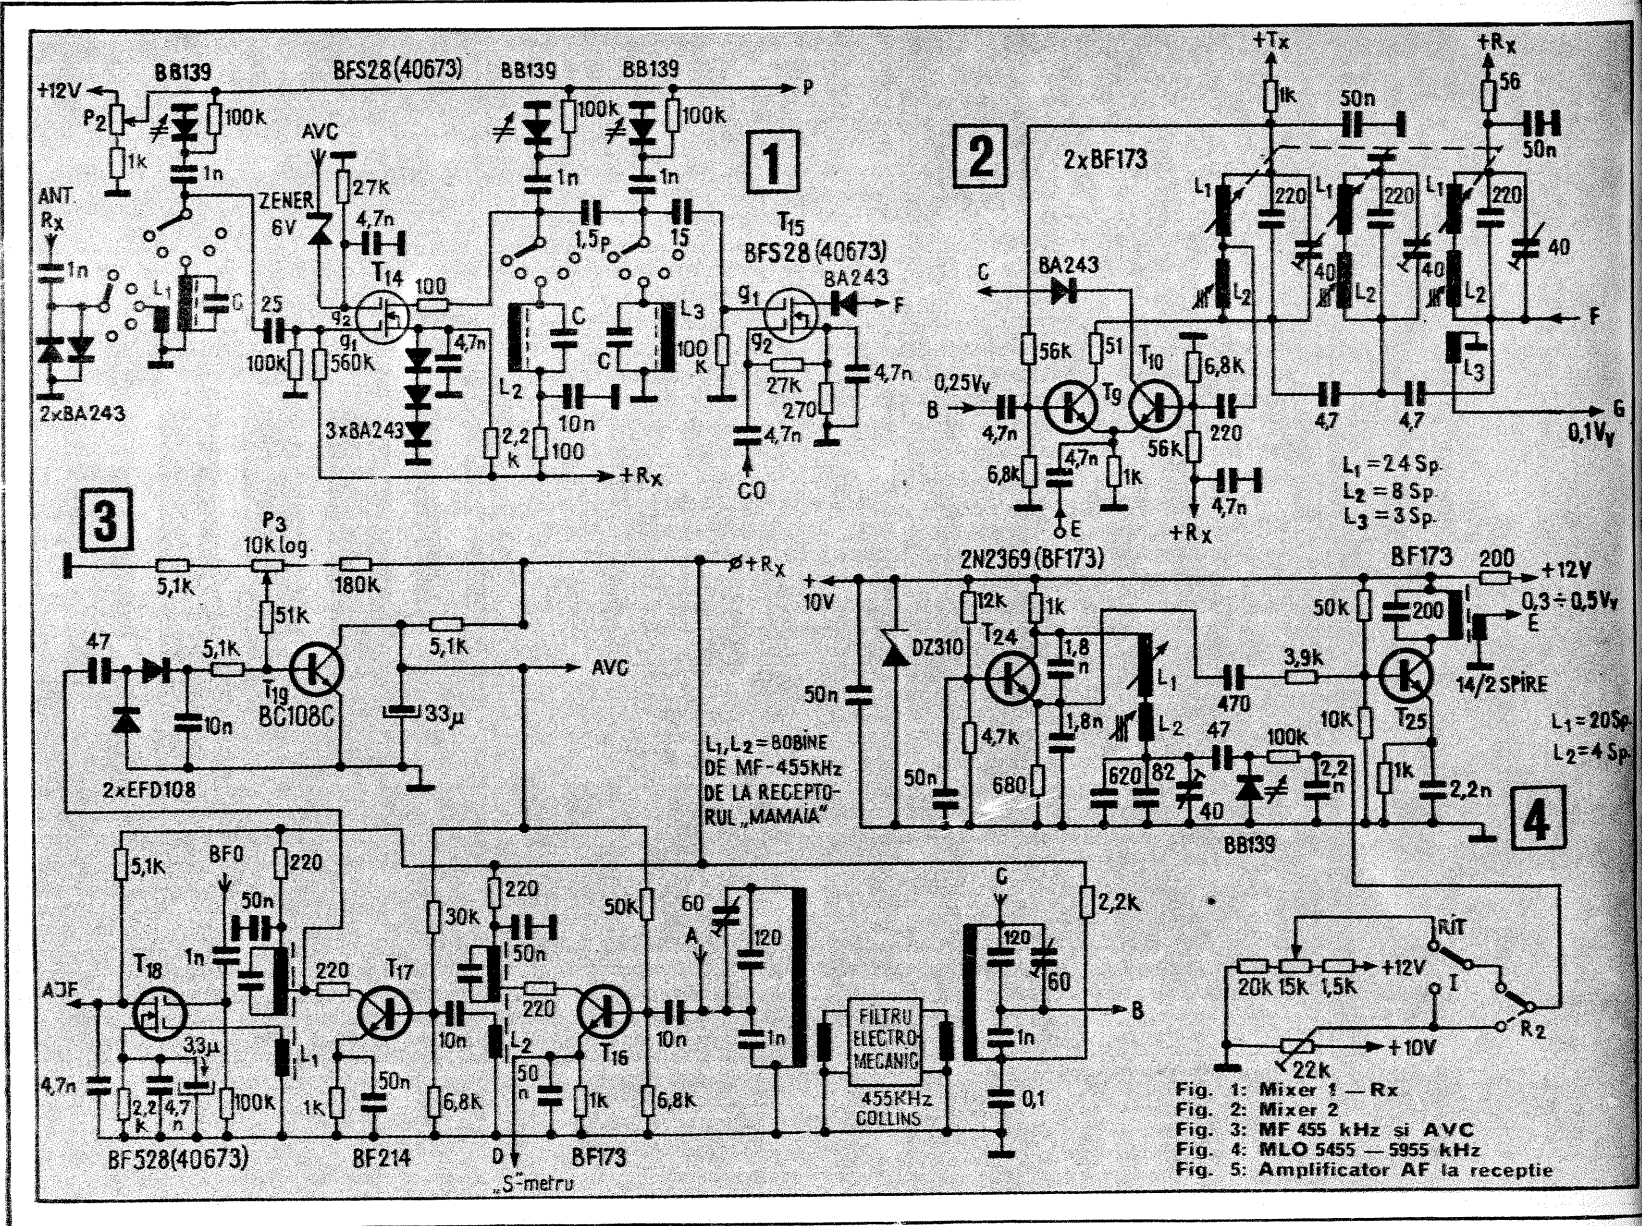 BB139
BFS28(40673)
BB139
BB139
+12V
P2
100k
1k
1n
AVC
ZENER
6V
27K
4,7n
T14
100
100k
1n
100k
1n
P
1
ANT.
Rx
1n
L1
C
25
100k
560k
g2
g1
4,7n
2xBA243
3xBA243
2,2
k
1,5p
15
C
L2
C
L3
100
K
10n
100
+Rx
T15
BFS28(40673)
BA243
F
g1
g2
27K
270
4,7n
4,7n
CO
2
2xBF173
+Tx
1k
50n
+Rx
56
50n
L1
220
L1
220
L1
220
40
40
40
L2
L2
L2
L3
C
BA243
56k
51
T10
6,8k
0,25Vv
B
4,7n
T9
6,8k
4,7n
1k
E
56k
220
4,7n
+Rx
4,7
4,7
F
G
0,1Vv
L1=24 Sp.
L2=8 Sp.
L3=3 Sp.
3
P3
10k log.
5,1k
180k
51k
+Rx
47
5,1k
5,1k
AVC
T19
BC108C
10n
33µ
2xEFD108
L1,L2=BOBINE
DE MF-455kHz
DE LA RECEPTO-
RUL „MAMAIA"
5,1k
BFO
220
50n
1n
T18
AJF
220
T17
30k
220
50n
220
50k
60
A
120
10n
L2
T16
10n
1n
33µ
4,7n
2,2
k
4,7
n
100k
L1
1k
50n
6,8k
50
n
1k
6,8k
BF528(40673)
BF214
D
BF173
„S"-metru
FILTRU
ELECTRO-
MECANIC
455KHz
COLLINS
C
120
60
2,2k
B
1n
0,1
2N2369(BF173)
+
10V
12k
1k
T24
DZ310
1,8
n
50n
1,8n
L1
L2
4,7k
50n
680
620
82
40
47
100k
BB139
2,2
n
470
3,9k
50k
10k
BF173
200
+12V
200
0,3÷0,5Vv
E
14/2 SPIRE
T25
1k
2,2n
L1=20Sp.
L2=4 Sp.
4
RiT
+12V
20k 15k 1,5k
I
R2
+10V
22k
Fig. 1: Mixer 1 — Rx
Fig. 2: Mixer 2
Fig. 3: MF 455 kHz si AVC
Fig. 4: MLO 5455 — 5955 kHz
Fig. 5: Amplificator AF la receptie